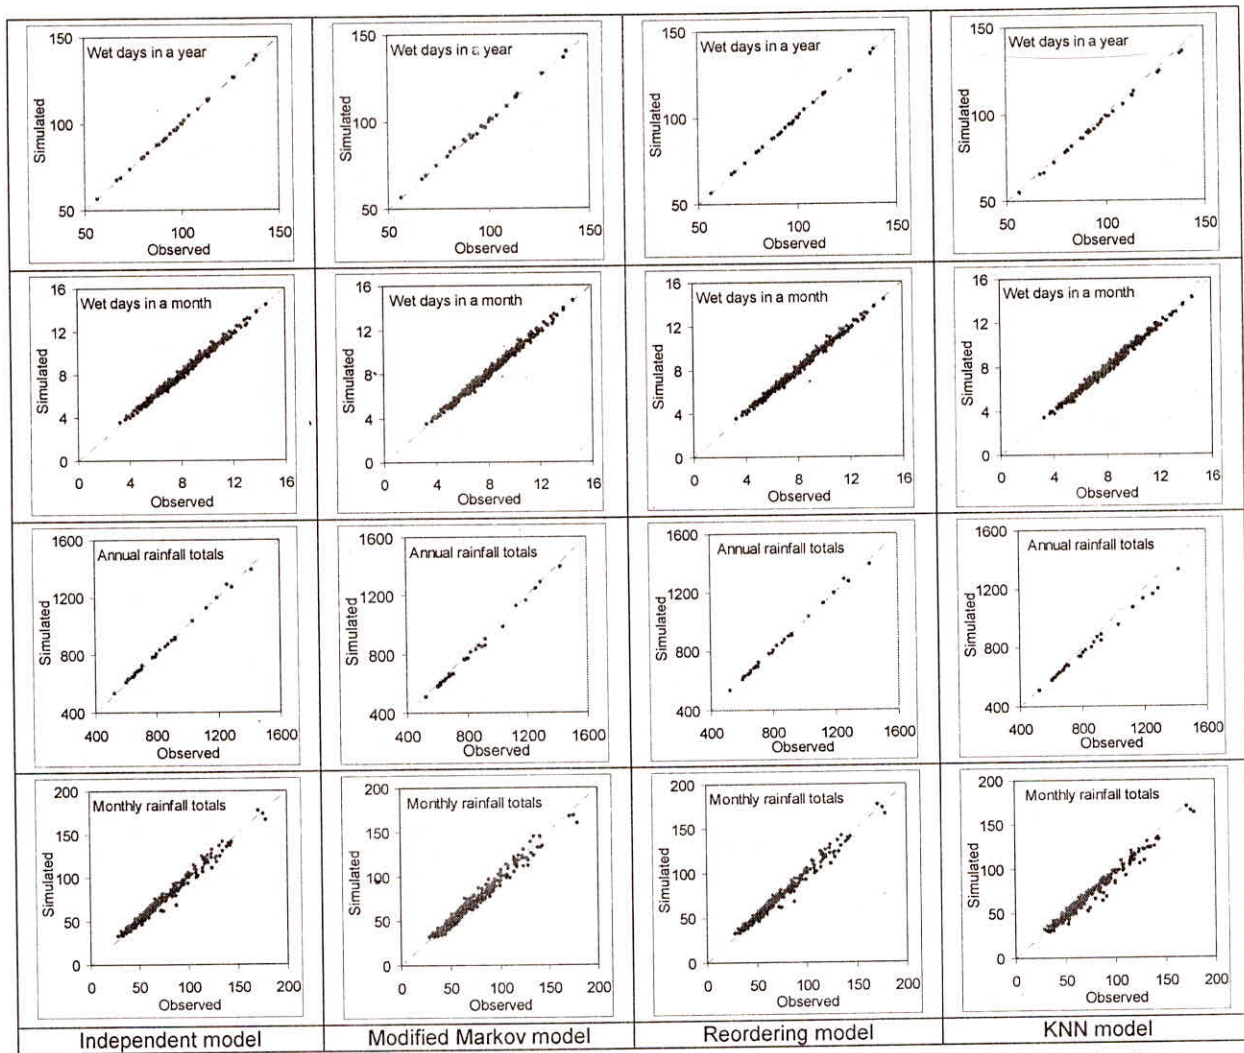 Wet days in a year
Simulated
150
100
50
50 100 150
Observed
Wet days in a year
Simulated
150
100
50
50 100 150
Observed
Wet days in a year
Simulated
150
100
50
50 100 150
Observed
Wet days in a year
Simulated
150
100
50
50 100 150
Observed
Wet days in a month
Simulated
16
12
8
4
0
0 4 8 12 16
Observed
Wet days in a month
Simulated
16
12
8
4
0
0 4 8 12 16
Observed
Wet days in a month
Simulated
16
12
8
4
0
0 4 8 12 16
Observed
Wet days in a month
Simulated
16
12
8
4
0
0 4 8 12 16
Observed
Annual rainfall totals
Simulated
1600
1200
800
400
400 800 1200 1600
Observed
Annual rainfall totals
Simulated
1600
1200
800
400
400 800 1200 1600
Observed
Annual rainfall totals
Simulated
1600
1200
800
400
400 800 1200 1600
Observed
Annual rainfall totals
Simulated
1600
1200
800
400
400 800 1200 1600
Observed
Monthly rainfall totals
Simulated
200
150
100
50
0
0 50 100 150 200
Observed
Monthly rainfall totals
Simulated
200
150
100
50
0
0 50 100 150 200
Observed
Monthly rainfall totals
Simulated
200
150
100
50
0
0 50 100 150 200
Observed
Monthly rainfall totals
Simulated
200
150
100
50
0
0 50 100 150 200
Observed
Independent model
Modified Markov model
Reordering model
KNN model